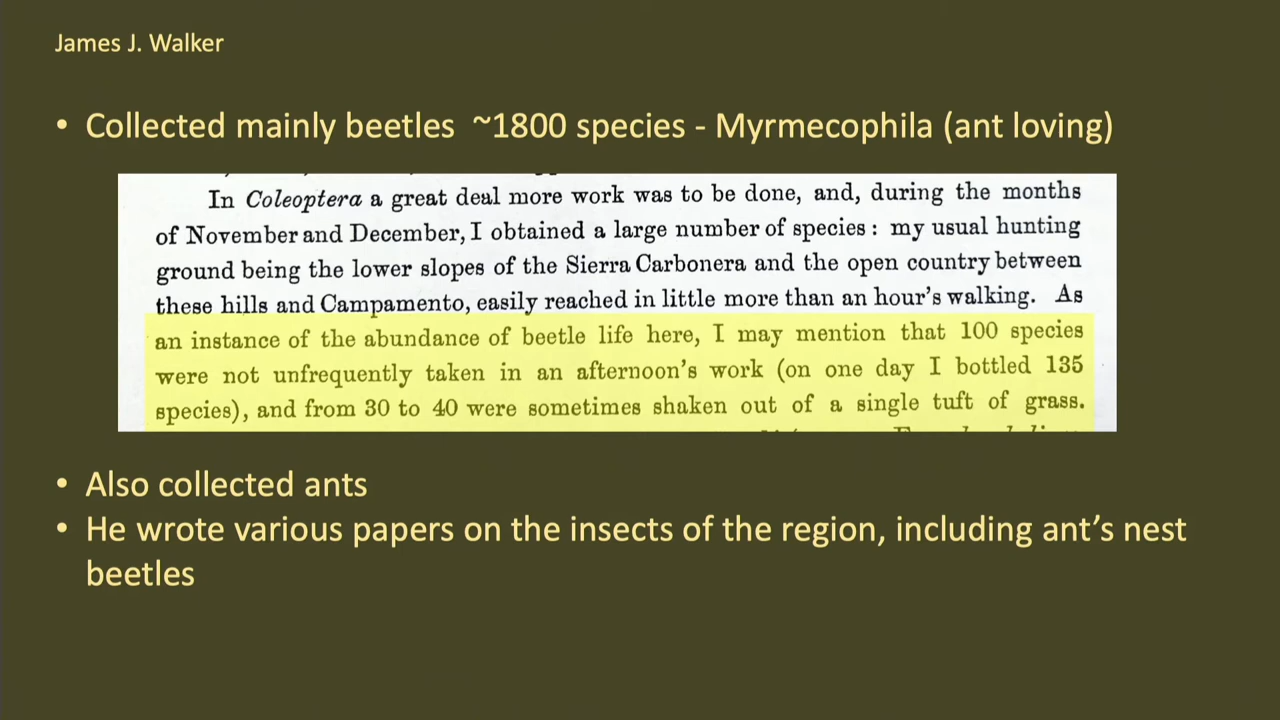 James J. Walker
• Collected mainly beetles ~1800 species - Myrmecophila (ant loving)
In Coleoptera a great deal more work was to be done, and, during the months
of November and December, I obtained a large number of species : my usual hunting
ground being the lower slopes of the Sierra Carbonera and the open country between
these hills and Campamento, easily reached in little more than an hour's walking. As
an instance of the abundance of beetle life here, I may mention that 100 species
were not unfrequently taken in an afternoon's work (on one day I bottled 135
species), and from 30 to 40 were sometimes shaken out of a single tuft of grass.
• Also collected ants
• He wrote various papers on the insects of the region, including ant’s nest
beetles